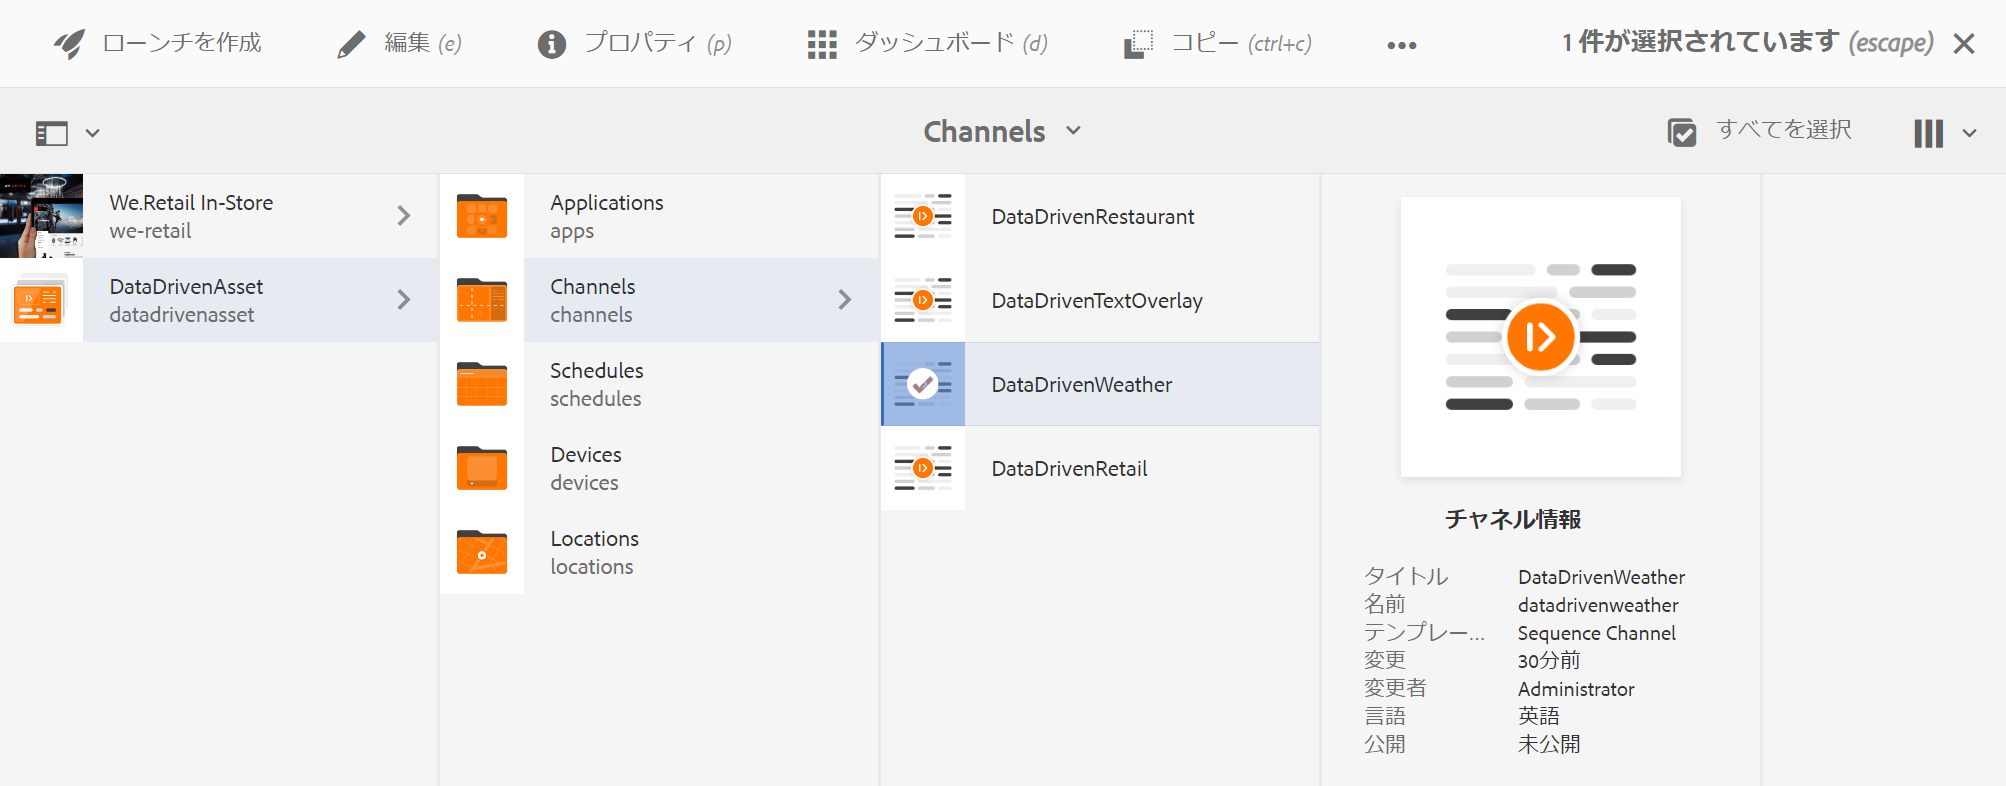 ローンチを作成
編集 (e)
プロパティ (p)
ダッシュボード (d)
コピー (ctrl+c)
1 件が選択されています (escape)
Channels
すべてを選択
We.Retail In-Store
we-retail
DataDrivenAsset
datadrivenasset
Applications
apps
Channels
channels
Schedules
schedules
Devices
devices
Locations
locations
DataDrivenRestaurant
DataDrivenTextOverlay
DataDrivenWeather
DataDrivenRetail
チャネル情報
タイトル DataDrivenWeather
名前 datadrivenweather
テンプレー... Sequence Channel
変更 30分前
変更者 Administrator
言語 英語
公開 未公開